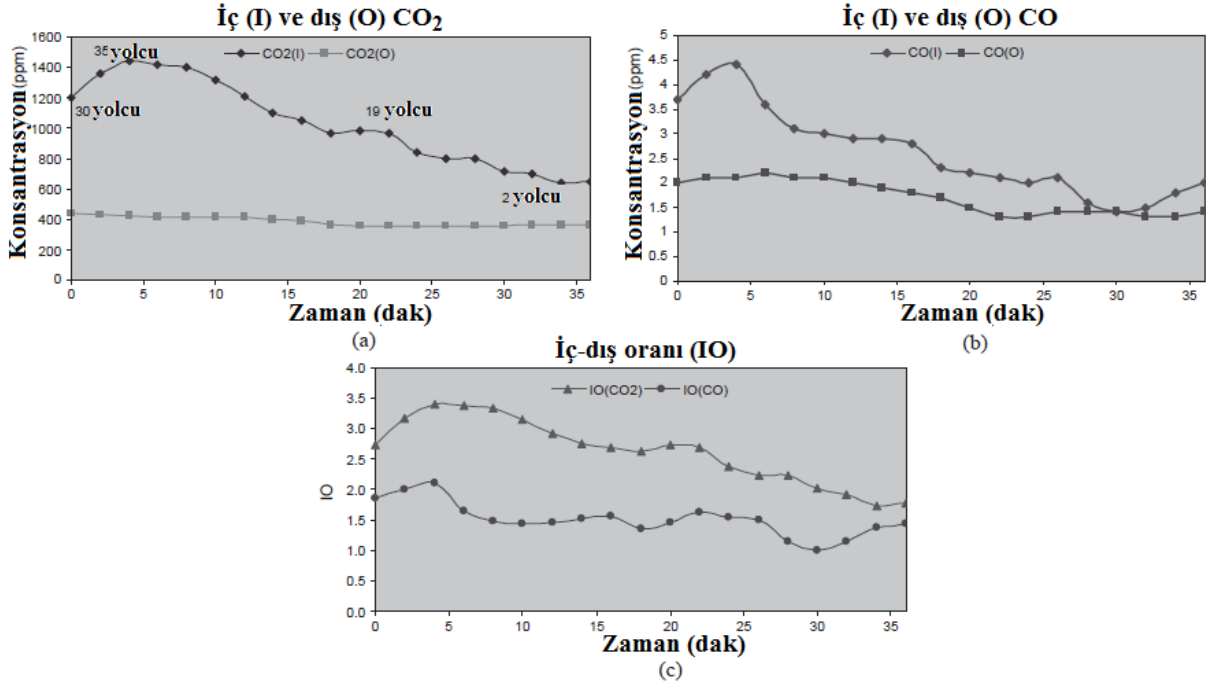 İç (I) ve dış (O) CO₂
Konsantrasyon(ppm)
1600
1400
1200
1000
800
600
400
200
0
35 yolcu
CO2(I) CO2(O)
30 yolcu
19 yolcu
2 yolcu
0 5 10 15 20 25 30 35
Zaman (dak)
(a)
İç (I) ve dış (O) CO
Konsantrasyon(ppm)
5
4.5
4
3.5
3
2.5
2
1.5
1
0.5
0
CO(I) CO(O)
0 5 10 15 20 25 30 35
Zaman (dak)
(b)
İç-dış oranı (IO)
IO
4.0
3.5
3.0
2.5
2.0
1.5
1.0
0.5
0.0
IO(CO2) IO(CO)
0 5 10 15 20 25 30 35
Zaman (dak)
(c)